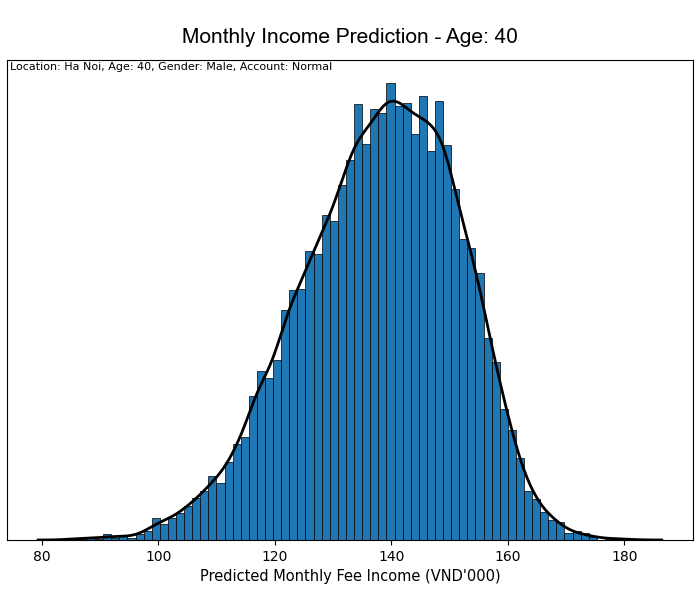 Monthly Income Prediction - Age: 40
Location: Ha Noi, Age: 40, Gender: Male, Account: Normal
80 100 120 140 160 180
Predicted Monthly Fee Income (VND'000)